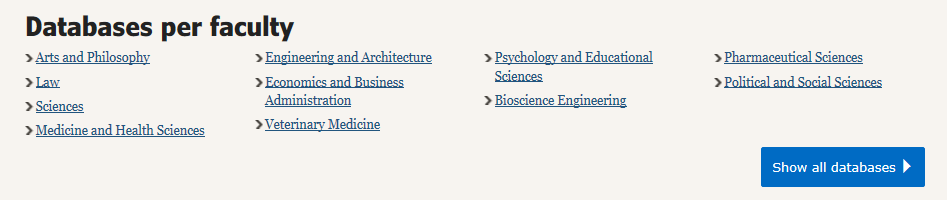 Databases per faculty
Arts and Philosophy
Law
Sciences
Medicine and Health Sciences
Engineering and Architecture
Economics and Business
Administration
Veterinary Medicine
Psychology and Educational
Sciences
Bioscience Engineering
Pharmaceutical Sciences
Political and Social Sciences
Show all databases